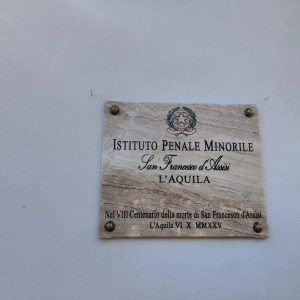 ISTITUTO PENALE MINORILE
San Francesco d'Assisi
L'AQUILA
Nel VIII Centenario della morte di San Francesco d'Assisi
L'Aquila VI X MMXXV